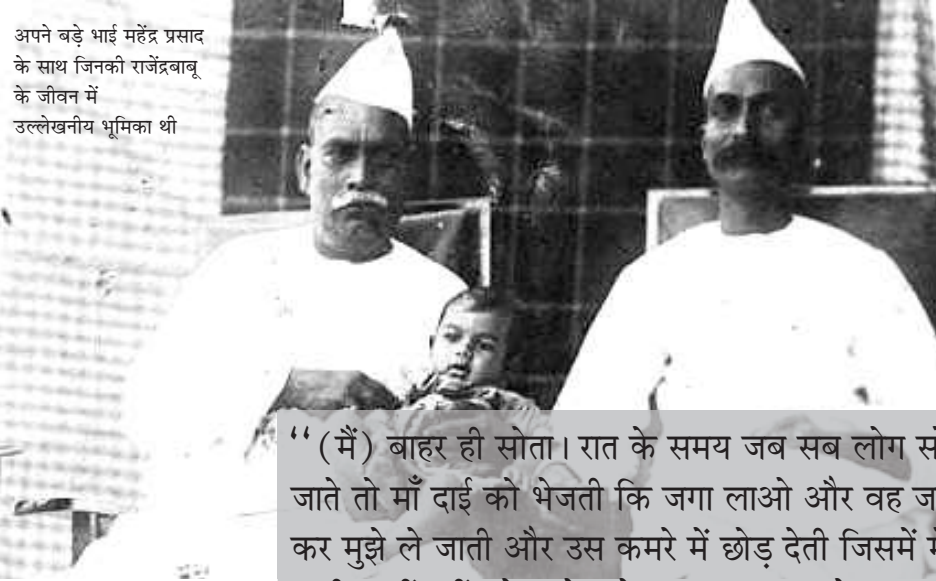 अपने बड़े भाई महेंद्र प्रसाद
के साथ जिनकी राजेंद्रबाबू
के जीवन में
उल्लेखनीय भूमिका थी
“(मैं) बाहर ही सोता। रात के समय जब सब लोग
जाते तो माँ दाई को भेजती कि जगा लाओ और वह
कर मुझे ले जाती और उस कमरे में छोड़ देती जिसमें